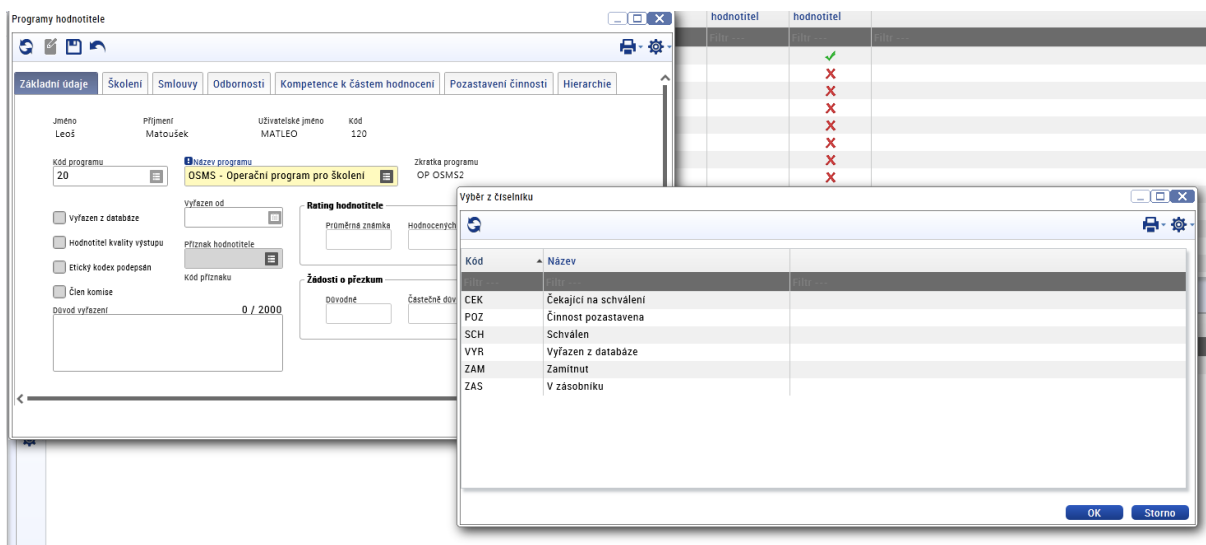 Programy hodnotitele
hodnotitel hodnotitel
Filtr --- Filtr --- Filtr ---
Základní údaje Školení Smlouvy Odbornosti Kompetence k částem hodnocení Pozastavení činnosti Hierarchie
Jméno Příjmení Uživatelské jméno Kód
Leoš Matoušek MATLEO 120
Kód programu Název programu Zkratka programu
20 OSMS - Operační program pro školení OP OSMS2
Vyřazen od
Vyřazen z databáze
Hodnotitel kvality výstupu
Příznak hodnotitele
Etický kodex podepsán
Kód příznaku
Člen komise
Důvod vyřazení 0 / 2000
Rating hodnotitele
Průměrná známka Hodnocených
Žádosti o přezkum
Důvodné Částečně dův
Výběr z číselníku
Kód Název
Filtr --- Filtr --- Filtr ---
CEK Čekající na schválení
POZ Činnost pozastavena
SCH Schválen
VYR Vyřazen z databáze
ZAM Zamítnut
ZAS V zásobníku
OK Storno